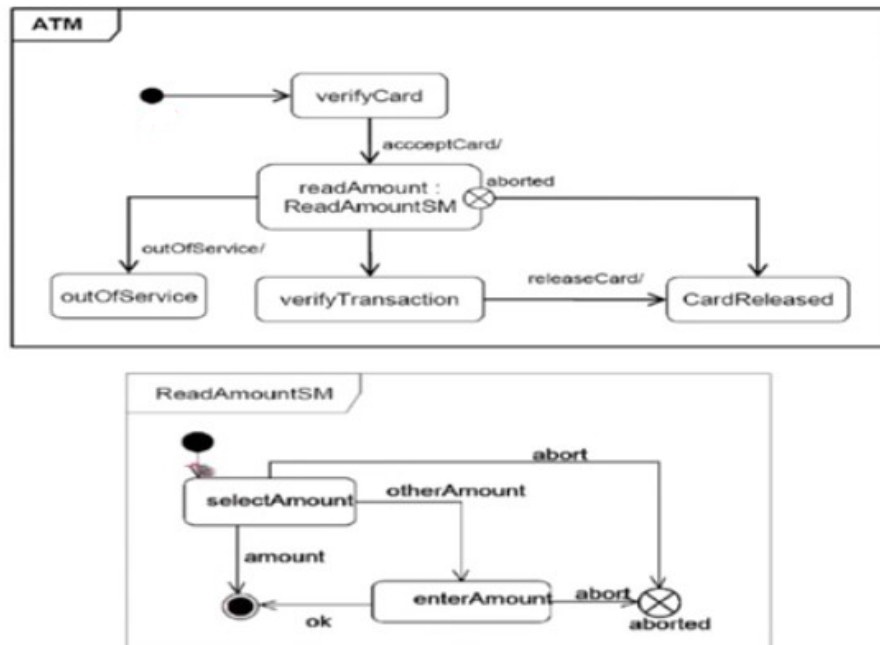 ATM
verifyCard
accceptCard/
readAmount :
ReadAmountSM
aborted
outOfService/
outOfService
verifyTransaction
releaseCard/
CardReleased
ReadAmountSM
abort
selectAmount
otherAmount
amount
enterAmount
abort
ok
aborted